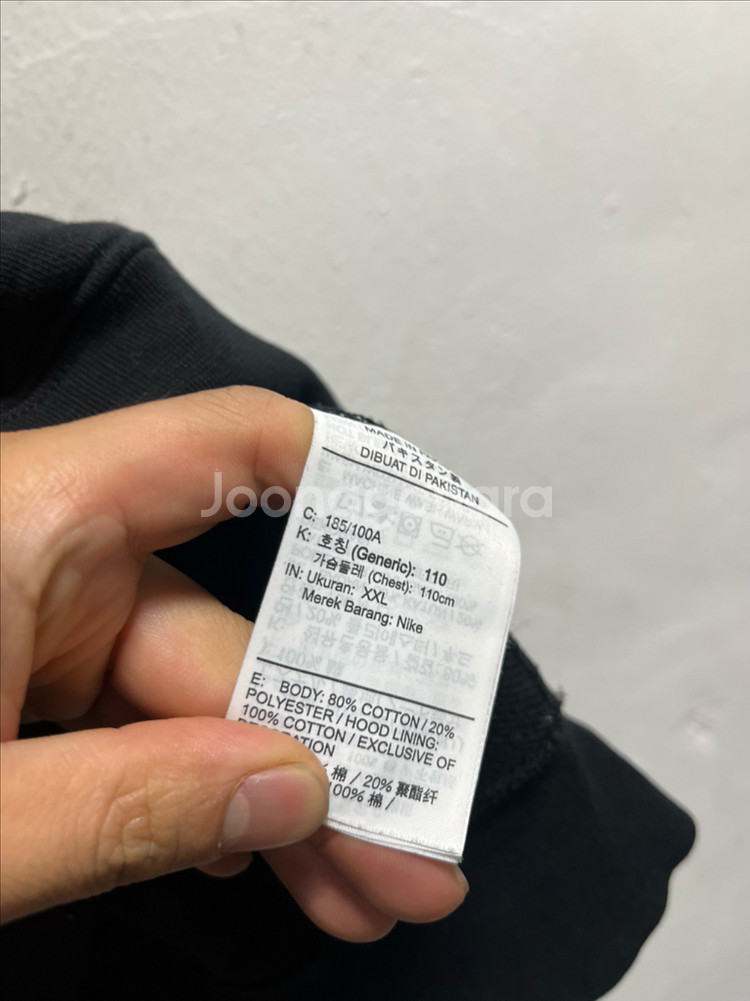 MADE IN
パキスタン製
DIBUAT DI PAKISTAN
C: 185/100A
K: 호칭 (Generic): 110
가슴둘레 (Chest): 110cm
IN: Ukuran: XXL
Merek Barang: Nike
E: BODY: 80% COTTON / 20%
POLYESTER / HOOD LINING:
100% COTTON / EXCLUSIVE OF
棉 / 20% 聚酯纤
100% 棉 /